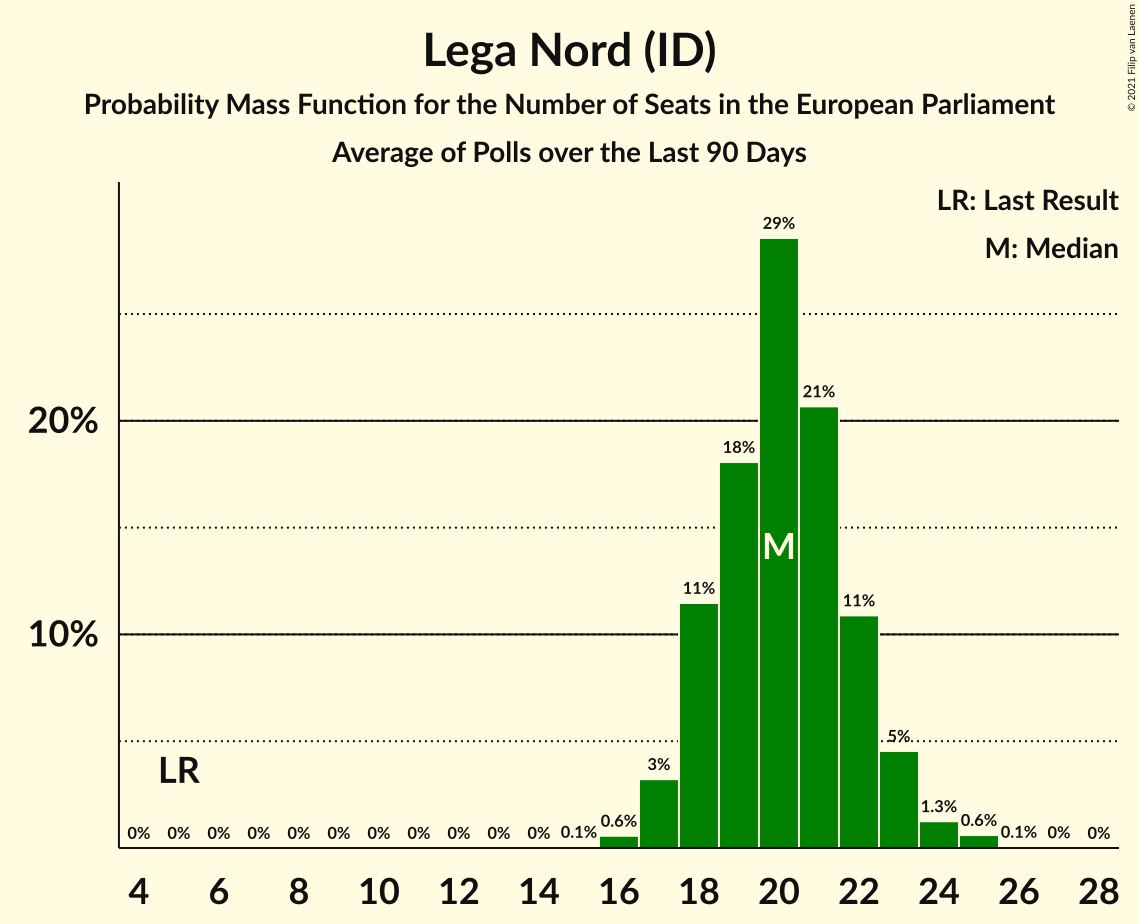 Lega Nord (ID)
Probability Mass Function for the Number of Seats in the European Parliament
Average of Polls over the Last 90 Days
© 2021 Filip van Laenen
LR: Last Result
M: Median
29%
21%
20%
18%
M
11%
11%
10%
5%
LR
3%
1.3%
0% 0% 0% 0% 0% 0% 0% 0% 0% 0% 0% 0.1% 0.6% 0.6% 0.1% 0% 0%
4 6 8 10 12 14 16 18 20 22 24 26 28